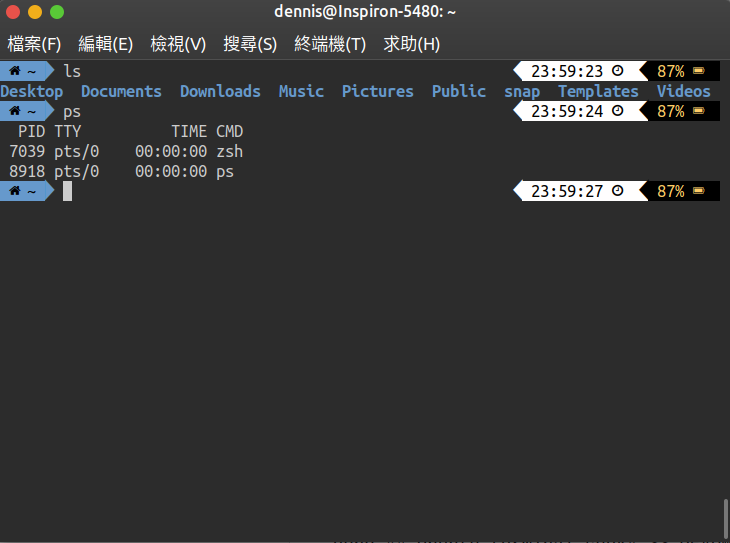 dennis@Inspiron-5480: ~
檔案(F) 編輯(E) 檢視(V) 搜尋(S) 終端機(T) 求助(H)
~ ls 23:59:23 87%
Desktop Documents Downloads Music Pictures Public snap Templates Videos
~ ps 23:59:24 87%
PID TTY TIME CMD
7039 pts/0 00:00:00 zsh
8918 pts/0 00:00:00 ps
~ 23:59:27 87%